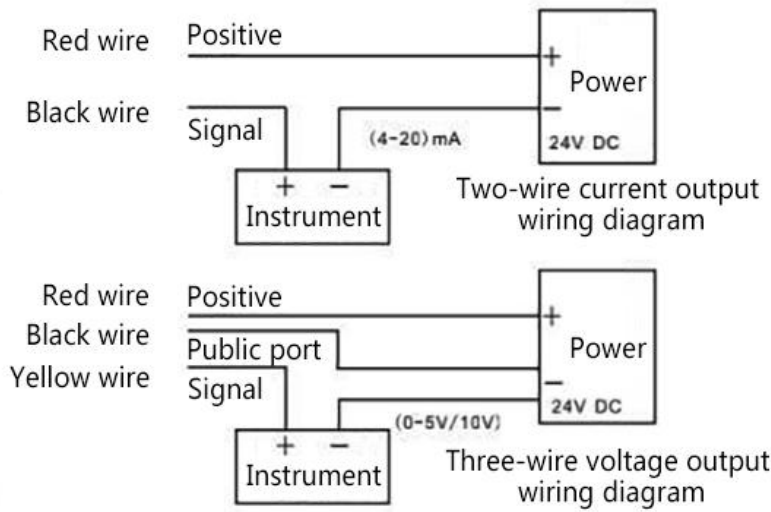 Red wire Positive
+
Power
Black wire
−
Signal
(4-20)mA
24V DC
+ −
Instrument
Two-wire current output
wiring diagram
Red wire Positive
+
Black wire
Public port
Power
Yellow wire
−
Signal
24V DC
(0-5V/10V)
+ −
Instrument
Three-wire voltage output
wiring diagram